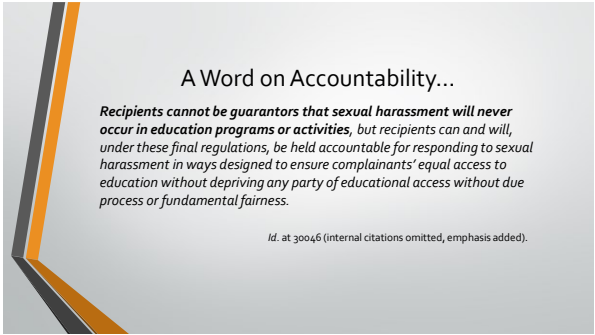 A Word on Accountability…
Recipients cannot be guarantors that sexual harassment will never
occur in education programs or activities, but recipients can and will,
under these final regulations, be held accountable for responding to sexual
harassment in ways designed to ensure complainants’ equal access to
education without depriving any party of educational access without due
process or fundamental fairness.
Id. at 30046 (internal citations omitted, emphasis added).